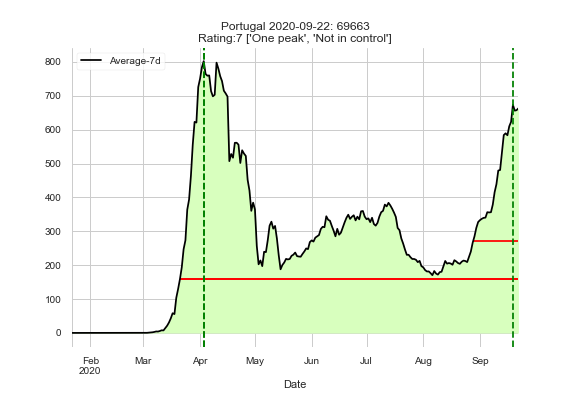 Portugal 2020-09-22: 69663
Rating:7 ['One peak', 'Not in control']
Average-7d
800
700
600
500
400
300
200
100
0
Feb Mar Apr May Jun Jul Aug Sep
2020
Date